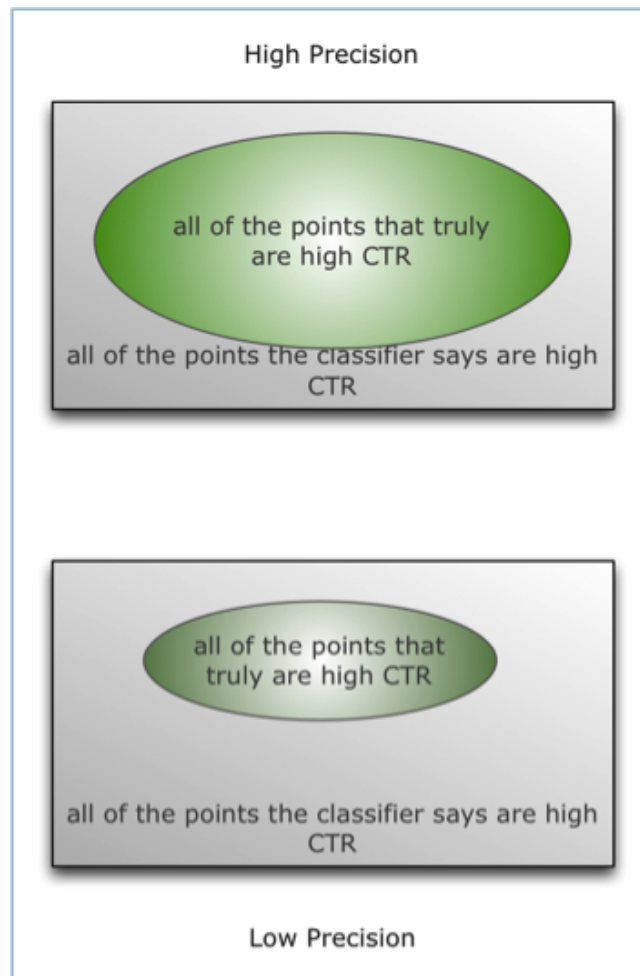 High Precision
all of the points that truly
are high CTR
all of the points the classifier says are high
CTR
all of the points that
truly are high CTR
all of the points the classifier says are high
CTR
Low Precision